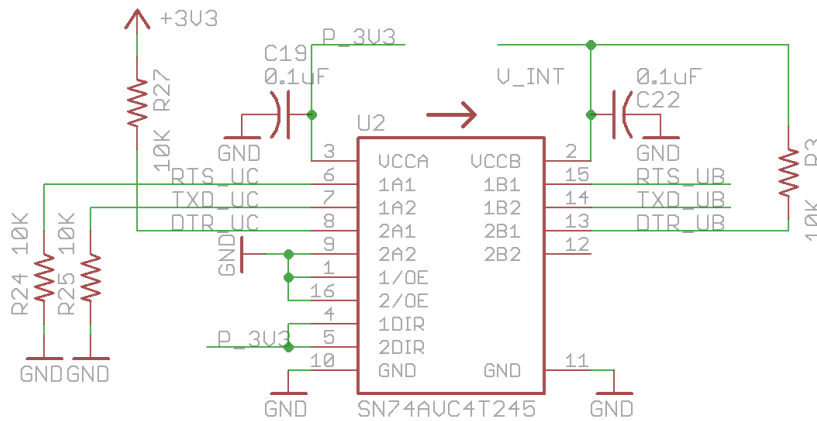 +3V3
P_3V3
C19
0.1uF
V_INT
0.1uF
C22
R27
10K
GND
U2
GND
3 VCCA VCCB 2
RTS_UC 6 1A1 1B1 15 RTS_UB
TXD_UC 7 1A2 1B2 14 TXD_UB
DTR_UC 8 2A1 2B1 13 DTR_UB
10K
10K
10K
GND 9 2A2 2B2 12
R24
R25
1 1/OE
16 2/OE
4 1DIR
P_3V3 5 2DIR
10 GND GND 11
GND
GND
GND
GND
SN74AVC4T245